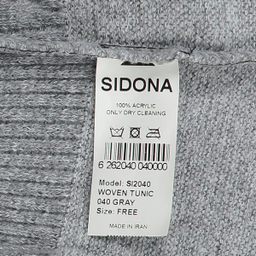 SIDONA
100% ACRYLIC
ONLY DRY CLEANING
6 262040 040000
Model: SI2040
WOVEN TUNIC
040 GRAY
Size: FREE
MADE IN IRAN